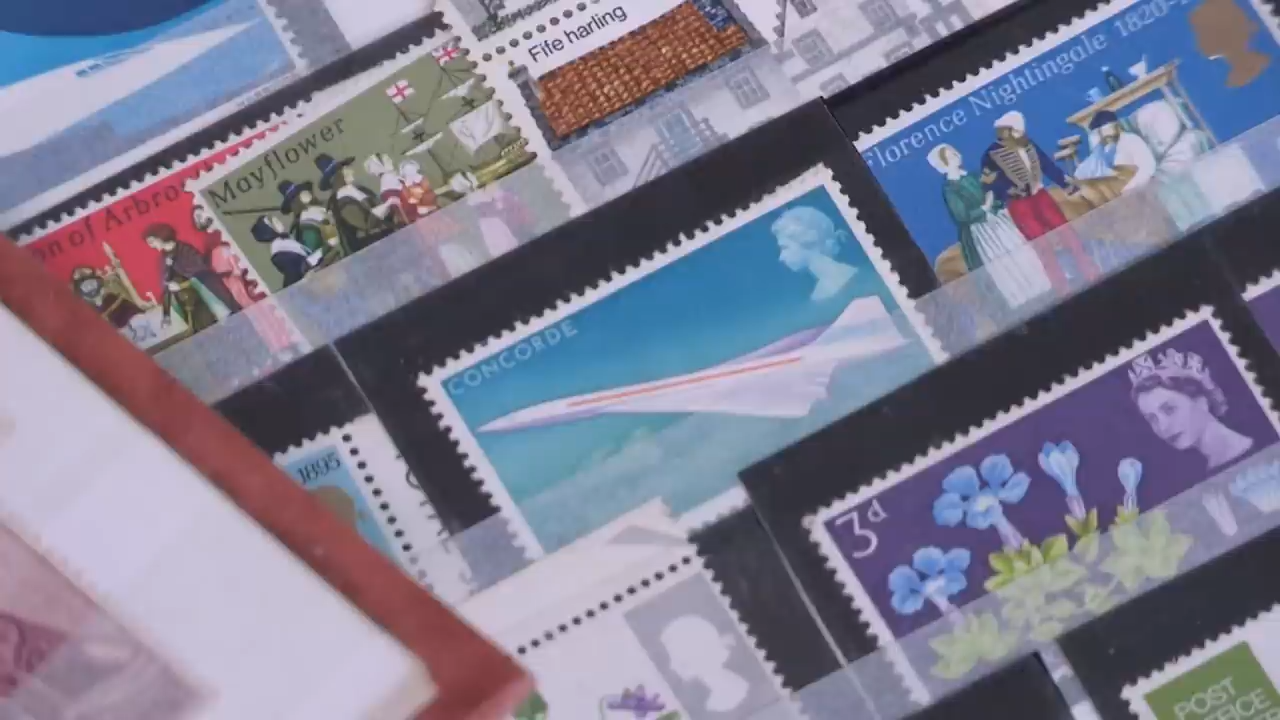 Fife harling
Florence Nightingale 1820-
on of Arbro
Mayflower
CONCORDE
1895
3d
POST